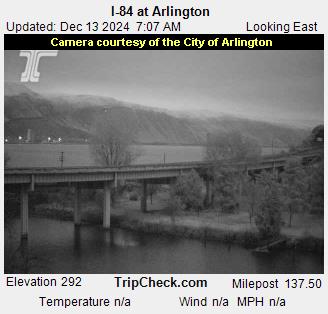 I-84 at Arlington
Updated: Dec 13 2024 7:07 AM Looking East
Camera courtesy of the City of Arlington
Elevation 292 TripCheck.com Milepost 137.50
Temperature n/a Wind n/a MPH n/a